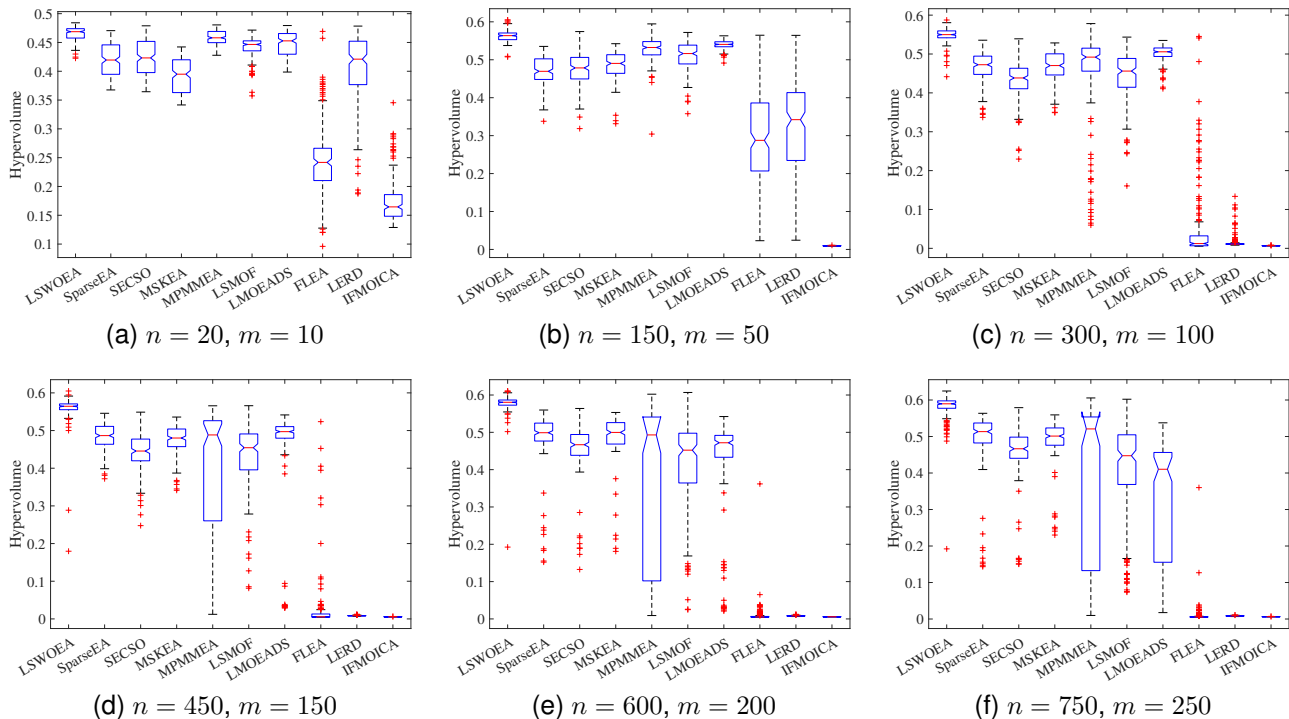 Hypervolume
0.5
0.45
0.4
0.35
0.3
0.25
0.2
0.15
0.1
LSWOEA
SparseEA
SECSO
MSKEA
MPMMEA
LSMOF
LMOEADS
FLEA
LERD
IFMOICA
(a) n = 20, m = 10
Hypervolume
0.6
0.5
0.4
0.3
0.2
0.1
0
LSWOEA
SparseEA
SECSO
MSKEA
MPMMEA
LSMOF
LMOEADS
FLEA
LERD
IFMOICA
(b) n = 150, m = 50
Hypervolume
0.6
0.5
0.4
0.3
0.2
0.1
0
LSWOEA
SparseEA
SECSO
MSKEA
MPMMEA
LSMOF
LMOEADS
FLEA
LERD
IFMOICA
(c) n = 300, m = 100
Hypervolume
0.6
0.5
0.4
0.3
0.2
0.1
0
LSWOEA
SparseEA
SECSO
MSKEA
MPMMEA
LSMOF
LMOEADS
FLEA
LERD
IFMOICA
(d) n = 450, m = 150
Hypervolume
0.6
0.5
0.4
0.3
0.2
0.1
0
LSWOEA
SparseEA
SECSO
MSKEA
MPMMEA
LSMOF
LMOEADS
FLEA
LERD
IFMOICA
(e) n = 600, m = 200
Hypervolume
0.6
0.5
0.4
0.3
0.2
0.1
0
LSWOEA
SparseEA
SECSO
MSKEA
MPMMEA
LSMOF
LMOEADS
FLEA
LERD
IFMOICA
(f) n = 750, m = 250